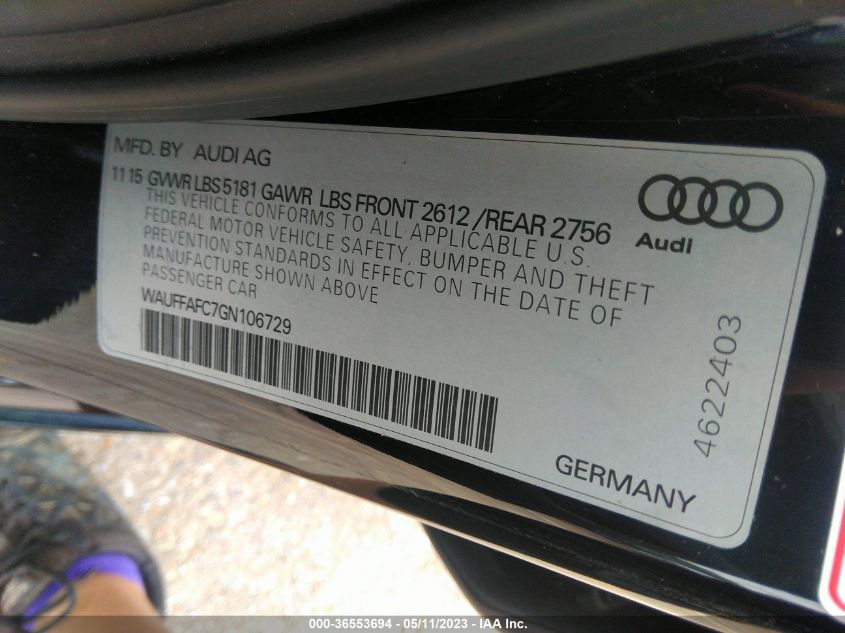 MFD. BY AUDI AG
11 15 GVWR LBS 5181 GAWR LBS FRONT 2612 / REAR 2756
THIS VEHICLE CONFORMS TO ALL APPLICABLE U.S.
FEDERAL MOTOR VEHICLE SAFETY, BUMPER AND THEFT
PREVENTION STANDARDS IN EFFECT ON THE DATE OF
MANUFACTURE SHOWN ABOVE
PASSENGER CAR
WAUFFAFC7GN106729
Audi
4622403
GERMANY
000-36553694 - 05/11/2023 - IAA Inc.